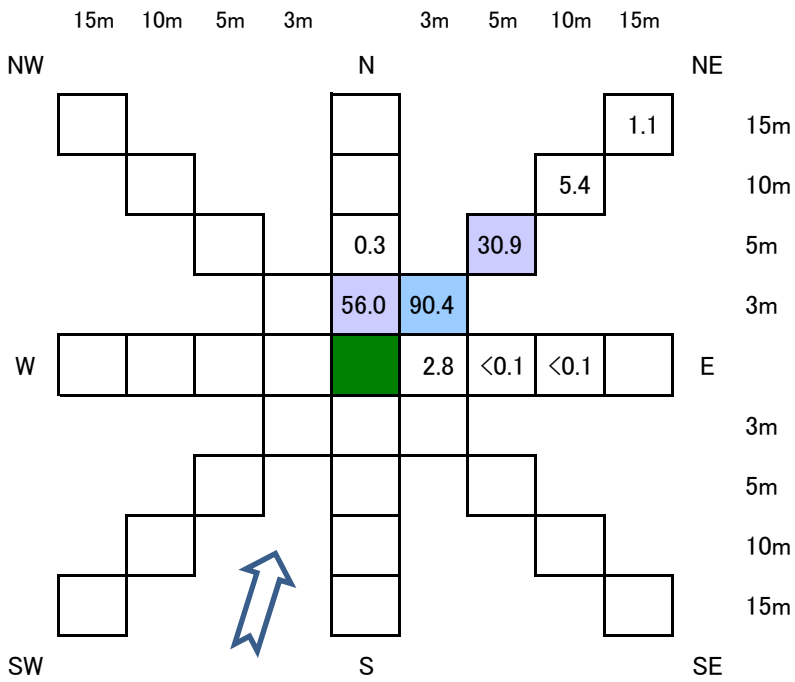 15m 10m 5m 3m 3m 5m 10m 15m
NW N NE
1.1 15m
5.4 10m
0.3 30.9 5m
56.0 90.4 3m
W 2.8 <0.1 <0.1 E
3m
5m
10m
15m
SW S SE